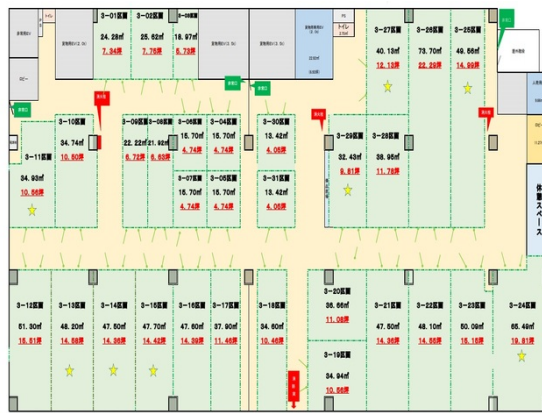 3-01区画
24.28㎡
7.34坪
3-02区画
25.62㎡
7.75坪
18.97㎡
5.73坪
トイレ
PS
トイレ
3-27区画
40.13㎡
12.13坪
3-26区画
73.70㎡
22.29坪
3-25区画
49.56㎡
14.99坪
3-10区画
34.74㎡
10.50坪
3-11区画
34.93㎡
10.56坪
3-09区画
22.22㎡
6.72坪
3-08区画
21.92㎡
6.63坪
3-06区画
15.70㎡
4.74坪
3-04区画
15.70㎡
4.74坪
3-07区画
15.70㎡
4.74坪
3-05区画
15.70㎡
4.74坪
3-30区画
13.42㎡
4.05坪
3-31区画
13.42㎡
4.05坪
3-29区画
32.43㎡
9.81坪
3-28区画
38.95㎡
11.78坪
休憩スペース
3-12区画
51.30㎡
15.51坪
3-13区画
48.20㎡
14.58坪
3-14区画
47.50㎡
14.36坪
3-15区画
47.70㎡
14.42坪
3-16区画
47.60㎡
14.39坪
3-17区画
37.90㎡
11.46坪
3-18区画
34.60㎡
10.46坪
3-20区画
36.66㎡
11.08坪
3-19区画
34.94㎡
10.56坪
3-21区画
47.50㎡
14.36坪
3-22区画
48.10㎡
14.55坪
3-23区画
50.09㎡
15.15坪
3-24区画
65.49㎡
19.81坪